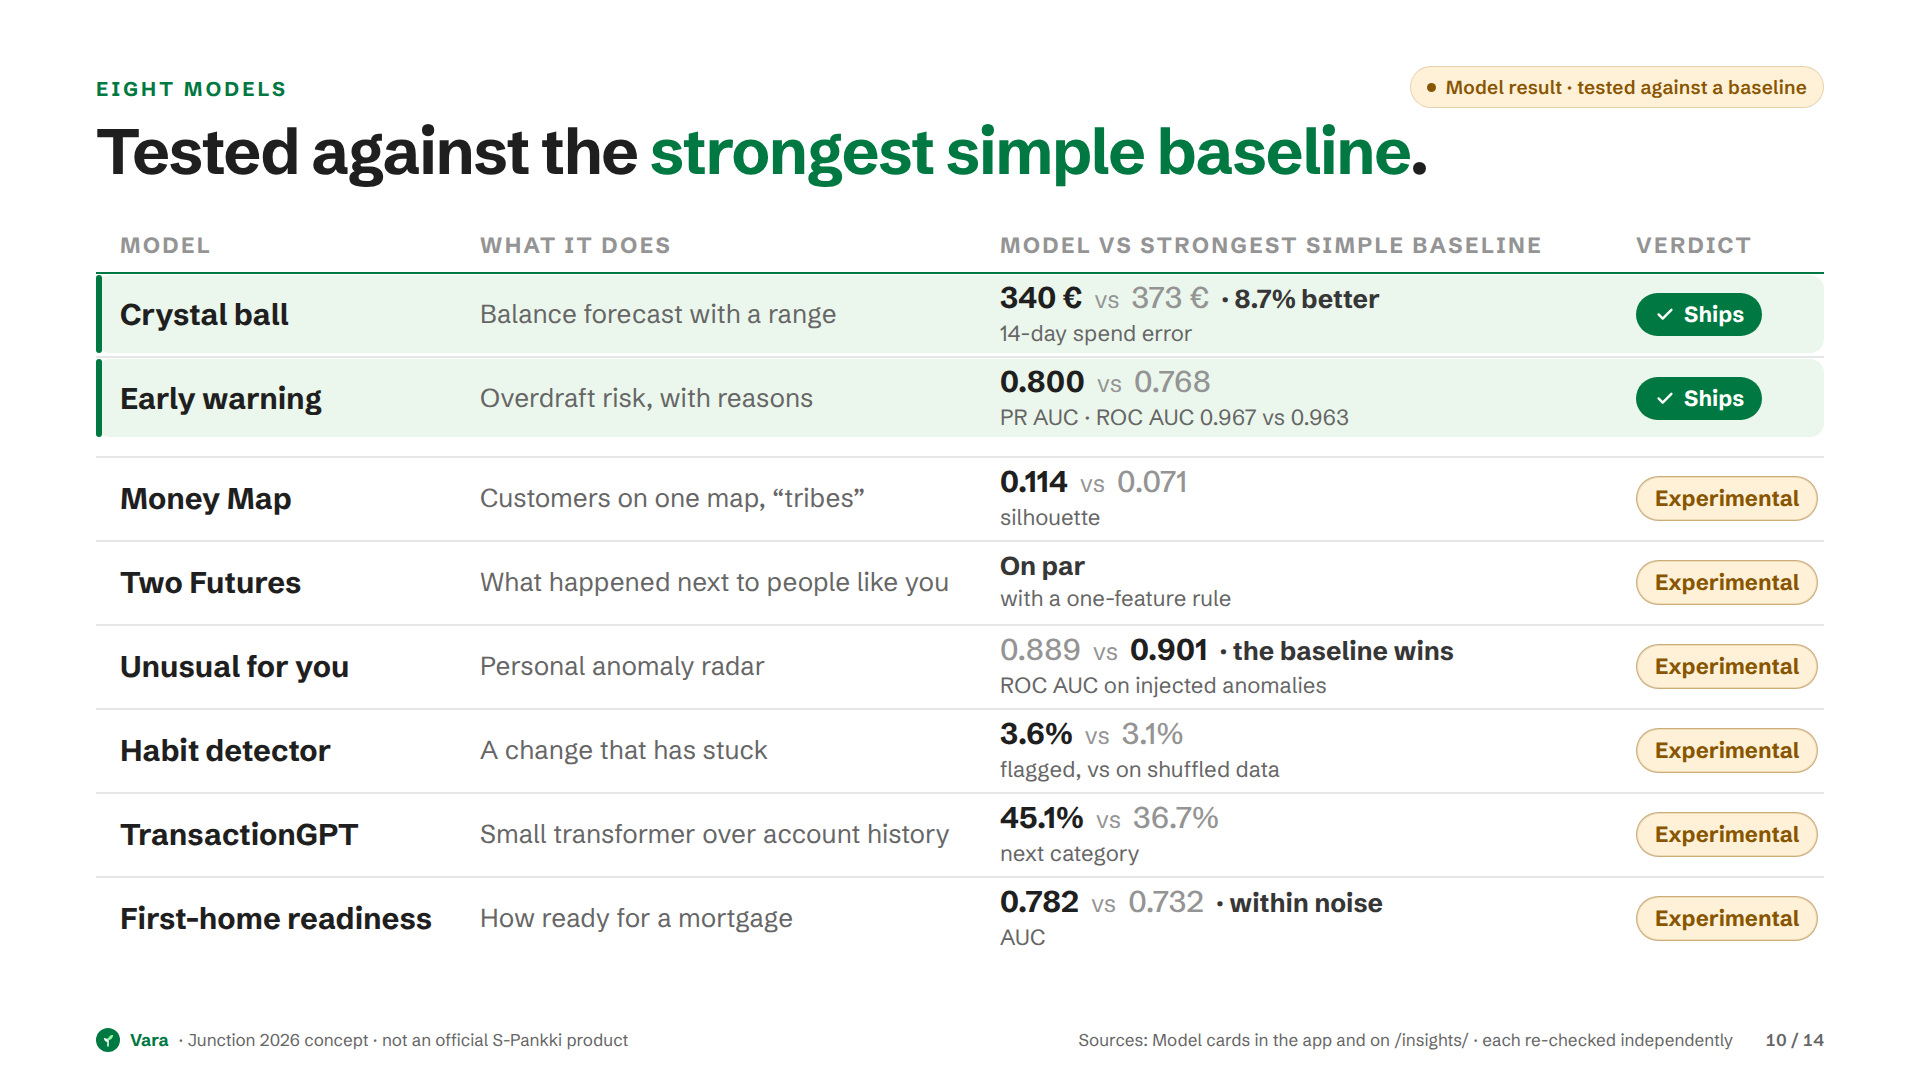 EIGHT MODELS
Model result · tested against a baseline
Tested against the strongest simple baseline.
MODEL WHAT IT DOES MODEL VS STRONGEST SIMPLE BASELINE VERDICT
Crystal ball Balance forecast with a range 340 € vs 373 € · 8.7% better Ships
14-day spend error
Early warning Overdraft risk, with reasons 0.800 vs 0.768 Ships
PR AUC · ROC AUC 0.967 vs 0.963
Money Map Customers on one map, “tribes” 0.114 vs 0.071 Experimental
silhouette
Two Futures What happened next to people like you On par Experimental
with a one-feature rule
Unusual for you Personal anomaly radar 0.889 vs 0.901 · the baseline wins Experimental
ROC AUC on injected anomalies
Habit detector A change that has stuck 3.6% vs 3.1% Experimental
flagged, vs on shuffled data
TransactionGPT Small transformer over account history 45.1% vs 36.7% Experimental
next category
First-home readiness How ready for a mortgage 0.782 vs 0.732 · within noise Experimental
AUC
Vara · Junction 2026 concept · not an official S-Pankki product
Sources: Model cards in the app and on /insights/ · each re-checked independently 10 / 14